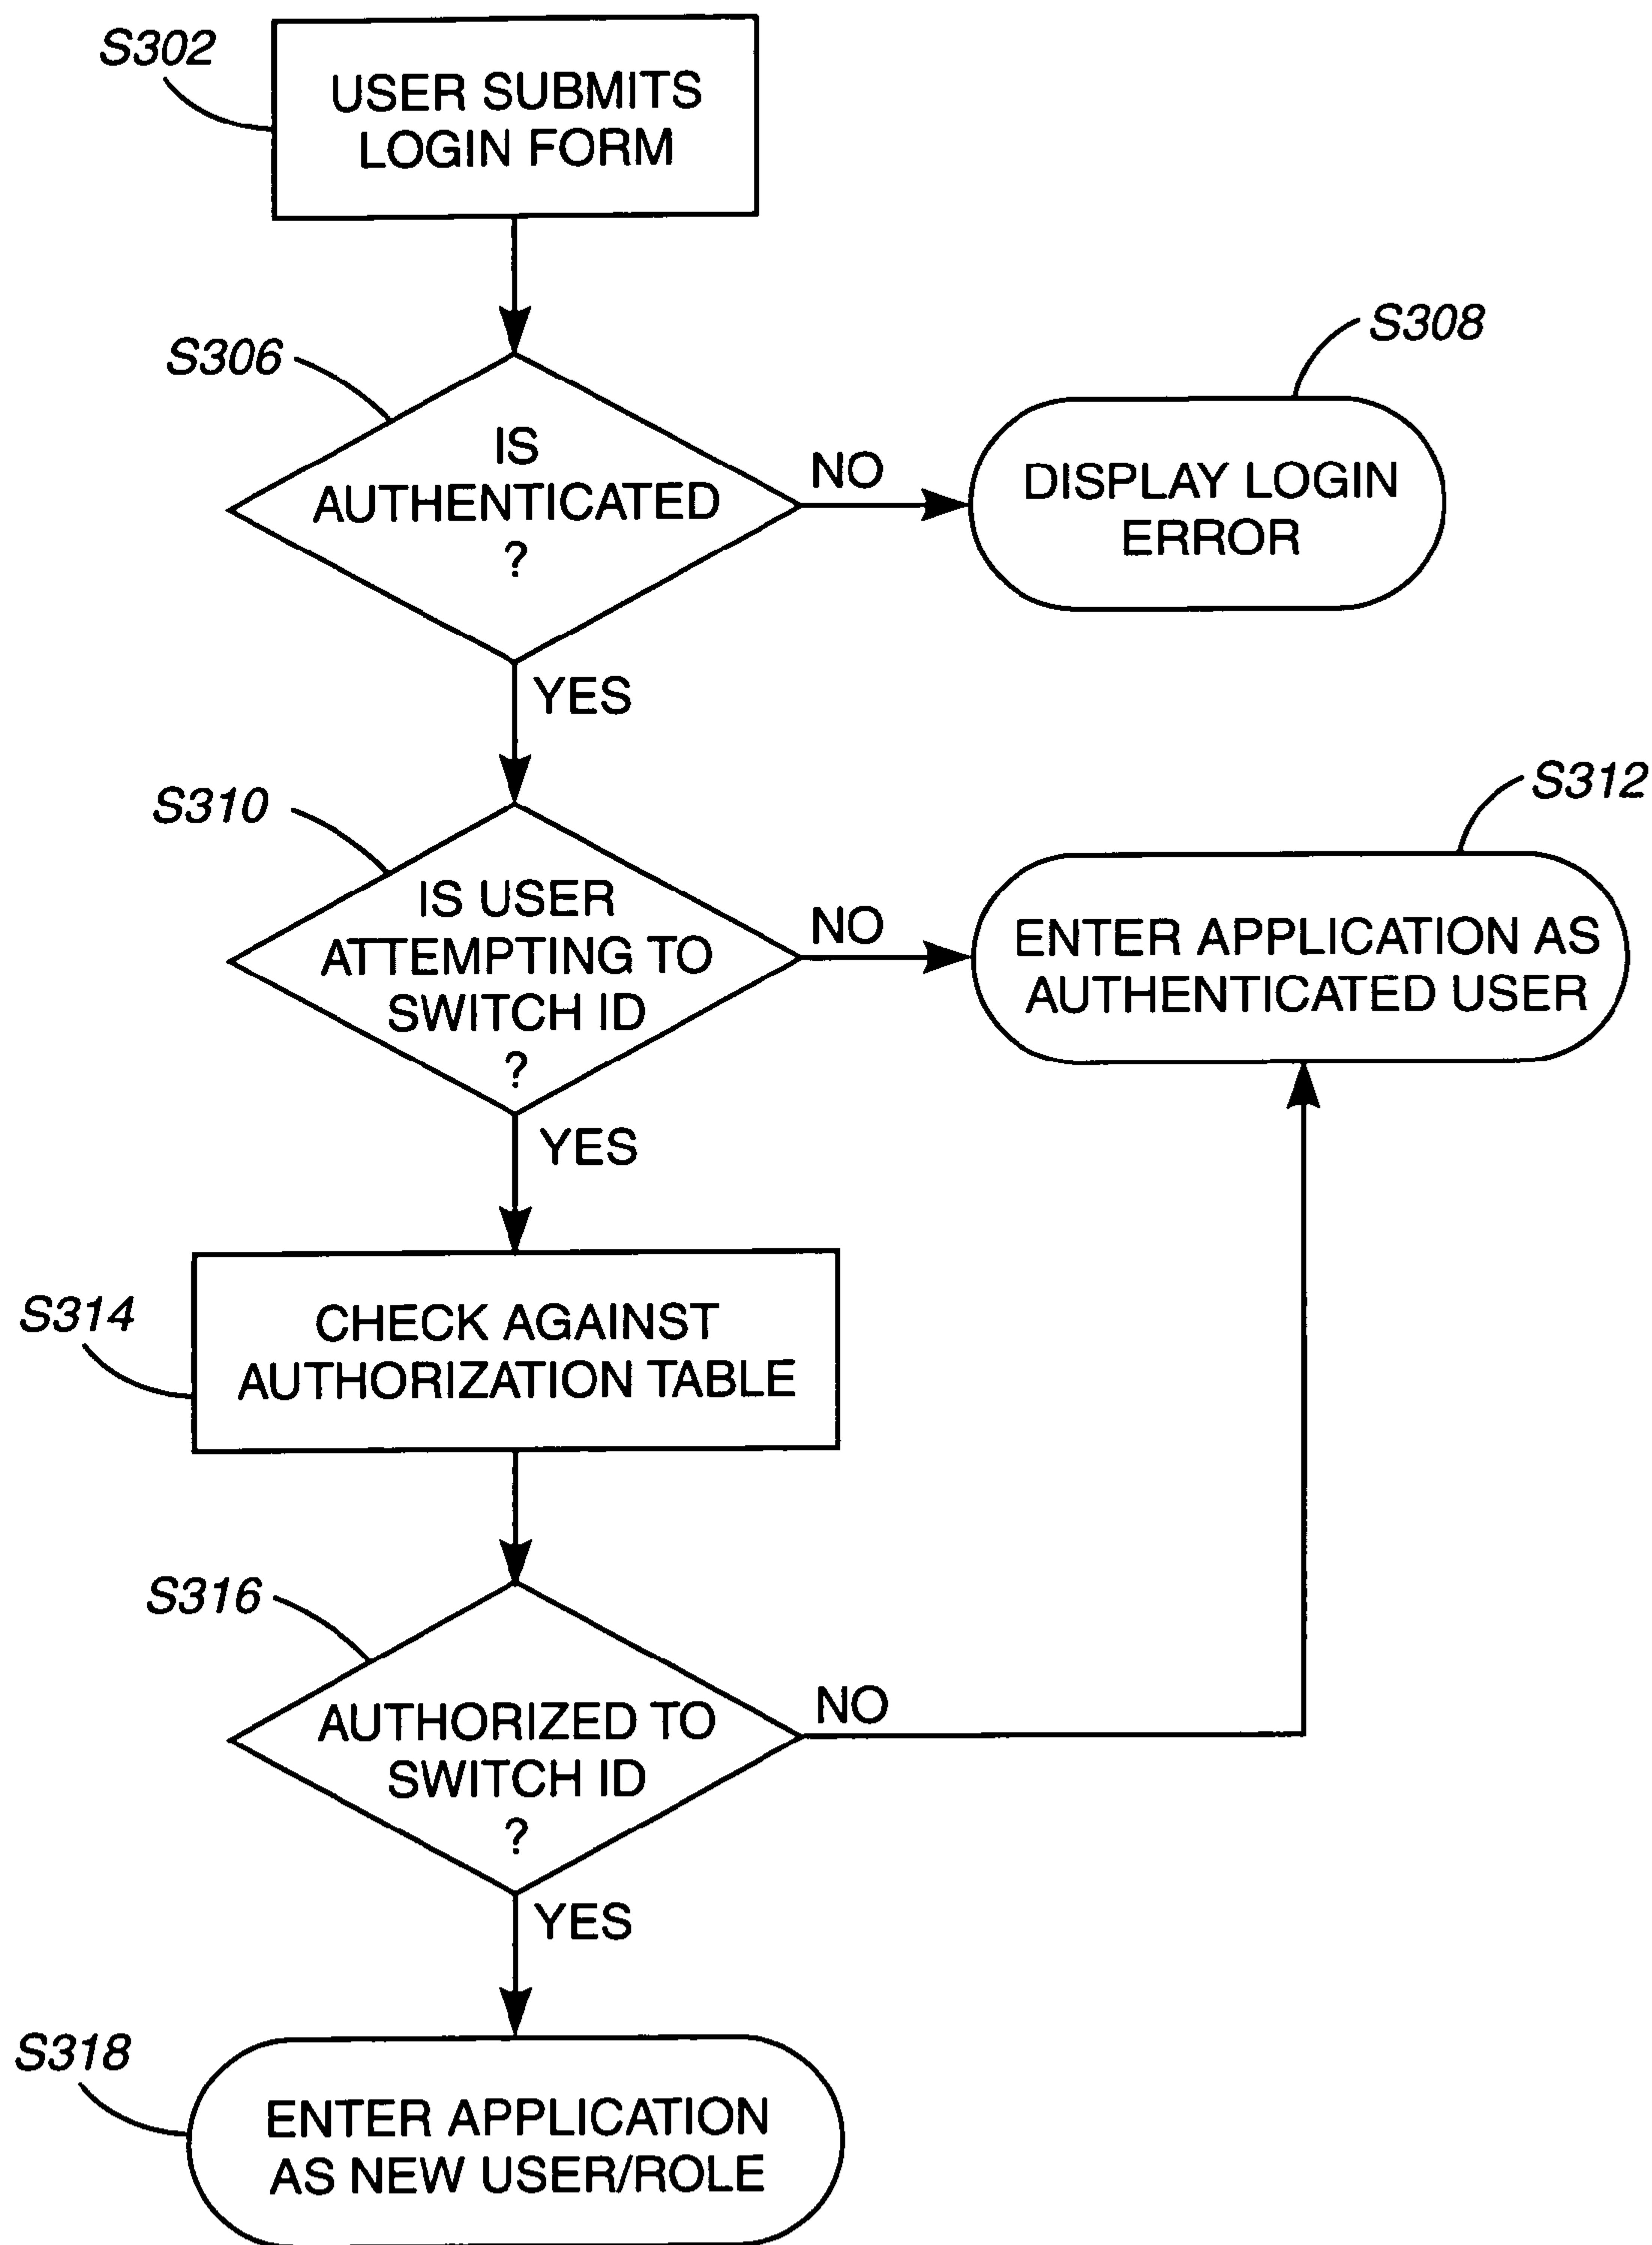 S302
USER SUBMITS
LOGIN FORM
S306
IS
AUTHENTICATED
?
NO
S308
DISPLAY LOGIN
ERROR
YES
S310
IS USER
ATTEMPTING TO
SWITCH ID
?
NO
S312
ENTER APPLICATION AS
AUTHENTICATED USER
YES
S314
CHECK AGAINST
AUTHORIZATION TABLE
S316
AUTHORIZED TO
SWITCH ID
?
NO
YES
S318
ENTER APPLICATION
AS NEW USER/ROLE